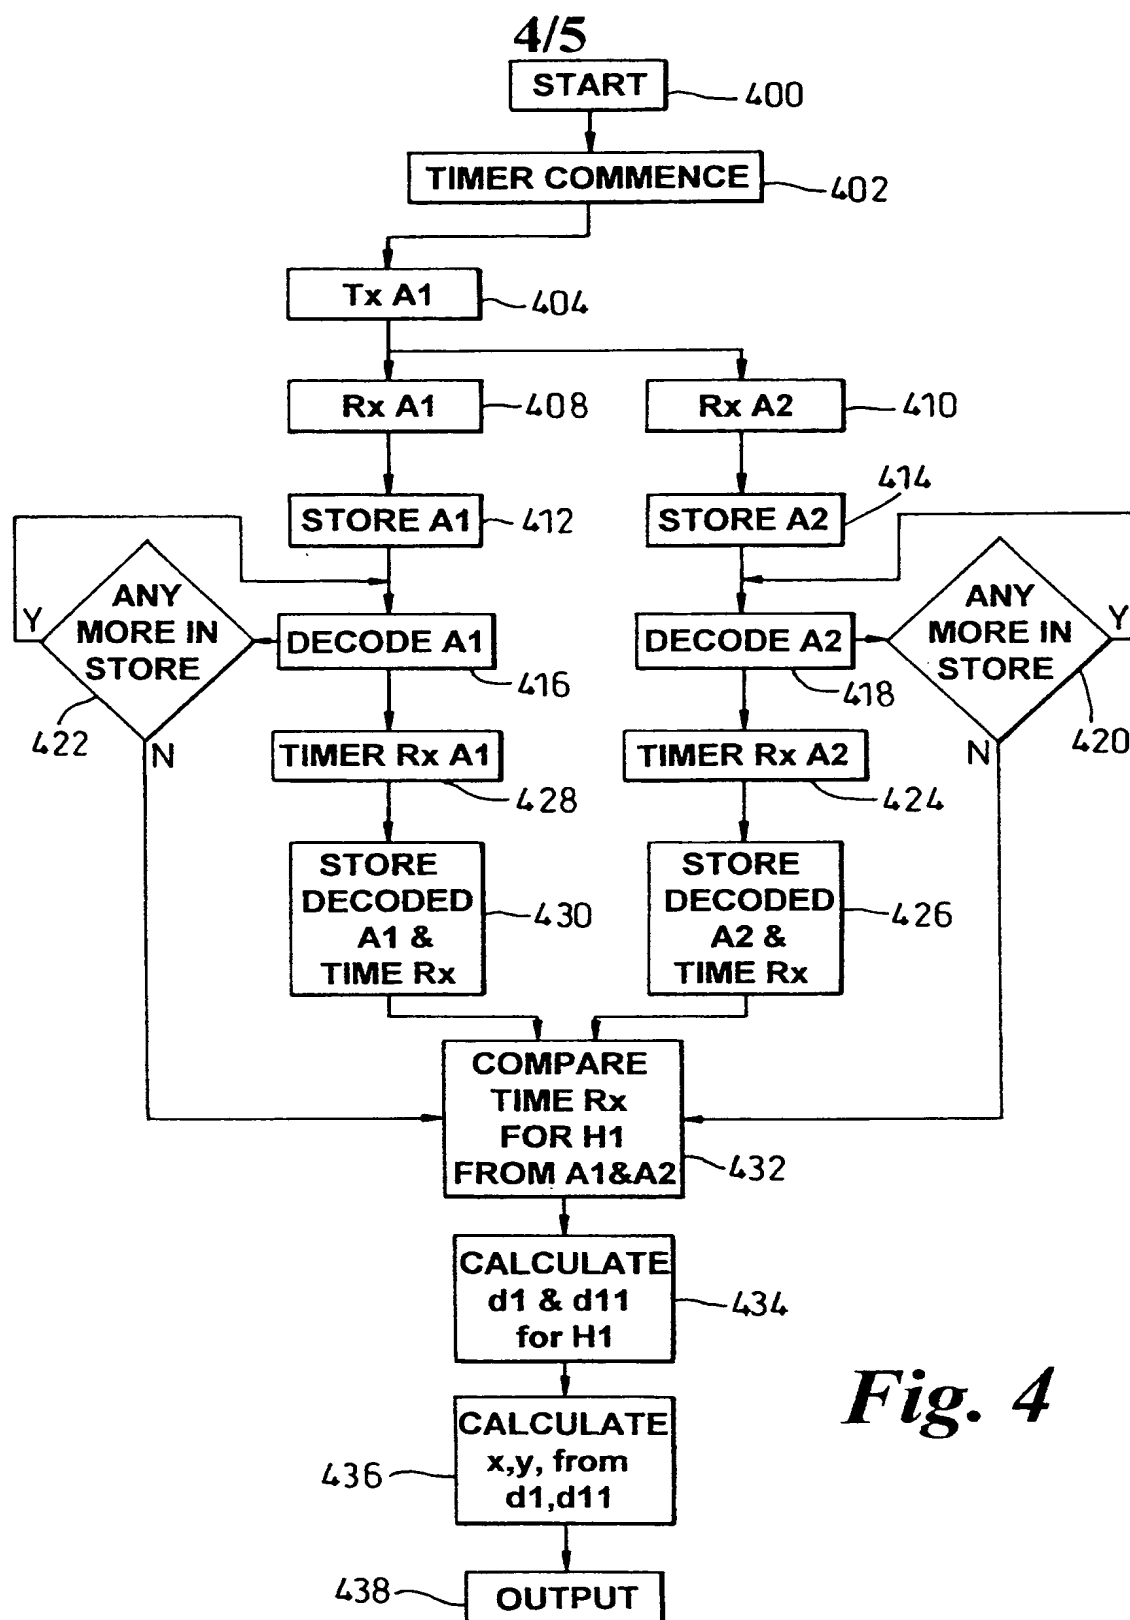 4/5
START
400
TIMER COMMENCE
402
Tx A1
404
Rx A1
408
Rx A2
410
STORE A1
412
STORE A2
414
ANY
MORE IN
STORE
Y
N
422
DECODE A1
416
DECODE A2
418
ANY
MORE IN
STORE
Y
N
420
TIMER Rx A1
428
TIMER Rx A2
424
STORE
DECODED
A1 &
TIME Rx
430
STORE
DECODED
A2 &
TIME Rx
426
COMPARE
TIME Rx
FOR H1
FROM A1&A2
432
CALCULATE
d1 & d11
for H1
434
CALCULATE
x,y, from
d1,d11
436
OUTPUT
438
Fig. 4